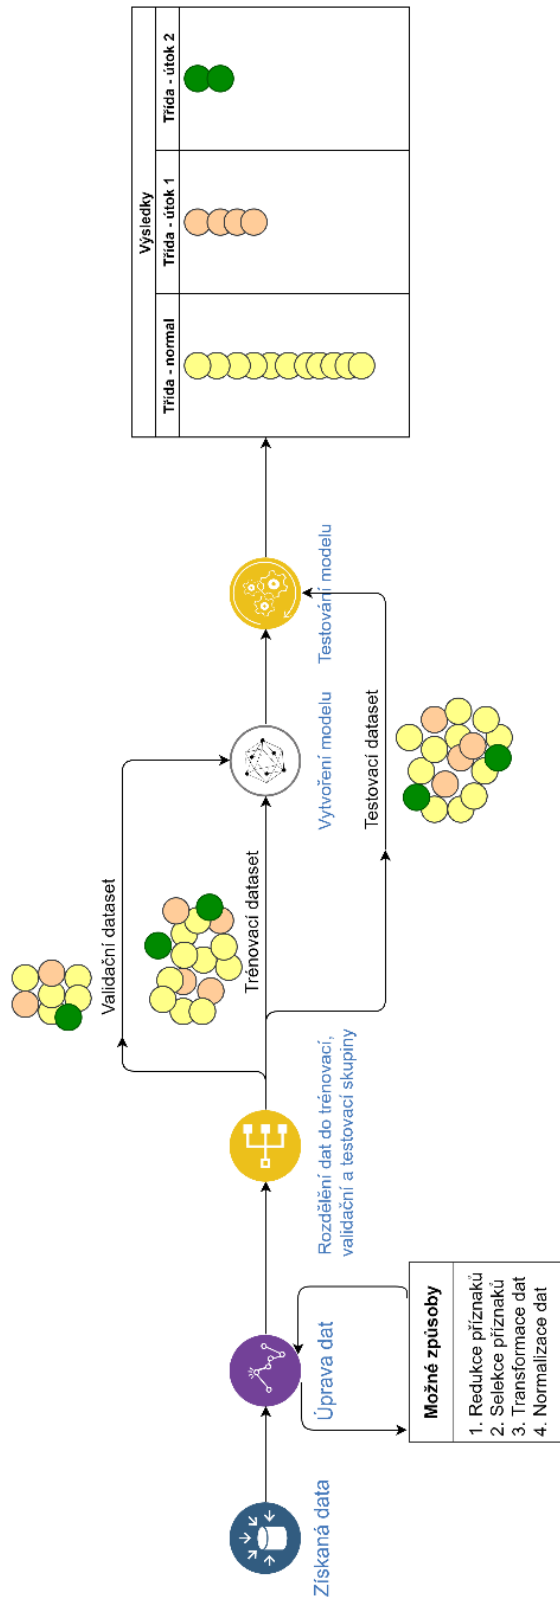 Získaná data
Úprava dat
Možné způsoby
1. Redukce příznaků
2. Selekce příznaků
3. Transformace dat
4. Normalizace dat
Rozdělění dat do trénovací,
validační a testovací skupiny
Validační dataset
Trénovací dataset
Testovací dataset
Vytvoření modelu
Testování modelu
Výsledky
Třída - normal
Třída - útok 1
Třída - útok 2